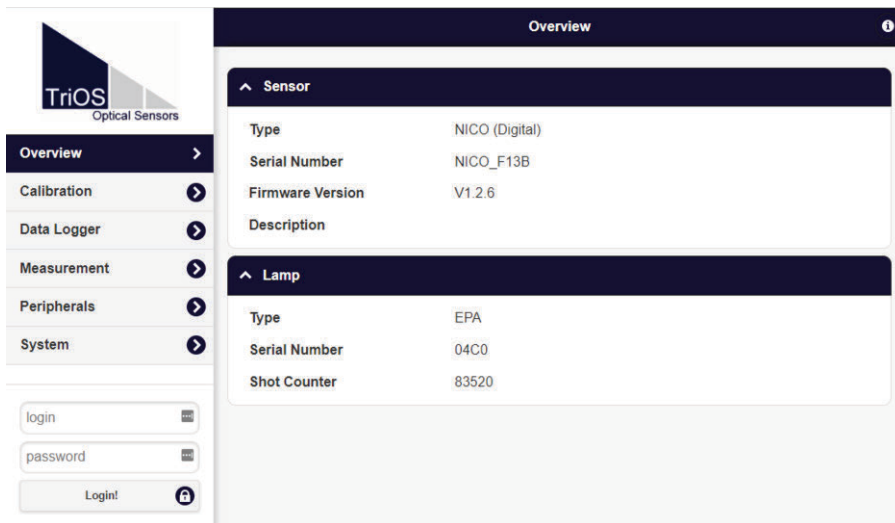 TriOS
Optical Sensors
Overview
Calibration
Data Logger
Measurement
Peripherals
System
login
password
Login!
Overview
Sensor
Type NICO (Digital)
Serial Number NICO_F13B
Firmware Version V1.2.6
Description
Lamp
Type EPA
Serial Number 04C0
Shot Counter 83520